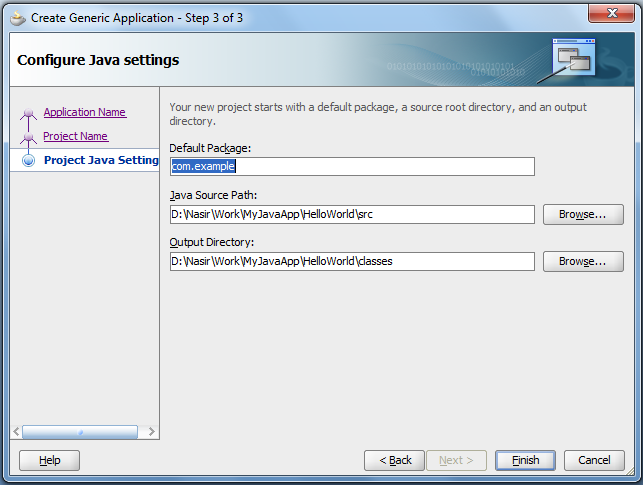 Create Generic Application - Step 3 of 3
Configure Java settings
0101010101010101010101010101
01010101010
Application Name
Project Name
Project Java Setting
Your new project starts with a default package, a source root directory, and an output
directory.
Default Package:
com.example
Java Source Path:
D:\Nasir\Work\MyJavaApp\HelloWorld\src
Browse...
Output Directory:
D:\Nasir\Work\MyJavaApp\HelloWorld\classes
Browse...
Help
< Back
Next >
Finish
Cancel